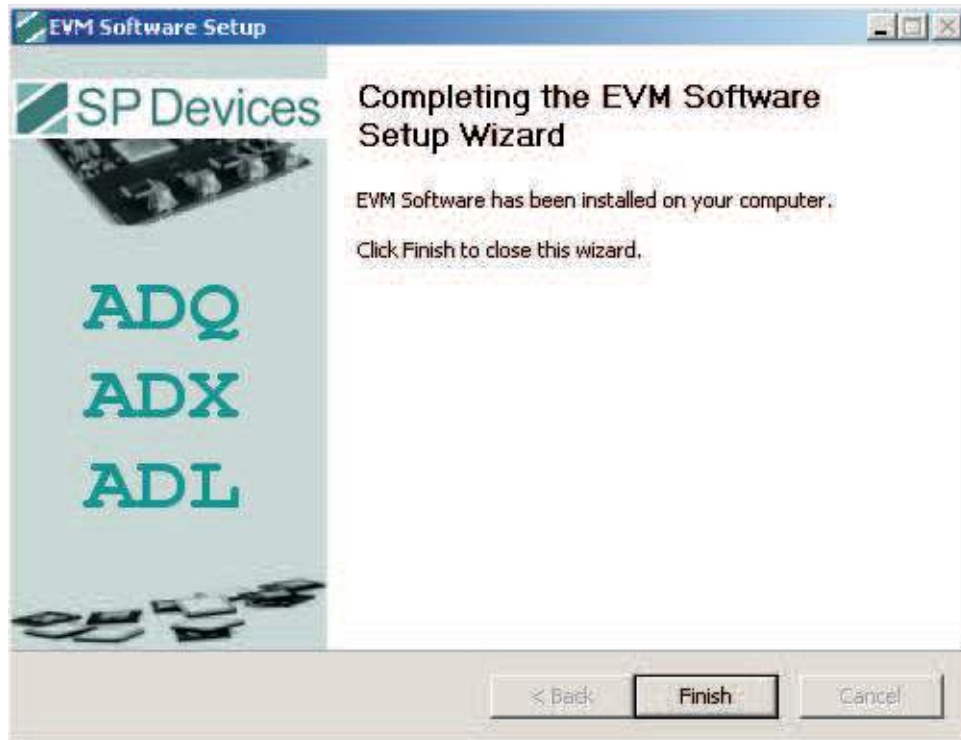 EVM Software Setup
SP Devices
ADQ
ADX
ADL
Completing the EVM Software
Setup Wizard
EVM Software has been installed on your computer.
Click Finish to close this wizard.
< Back
Finish
Cancel